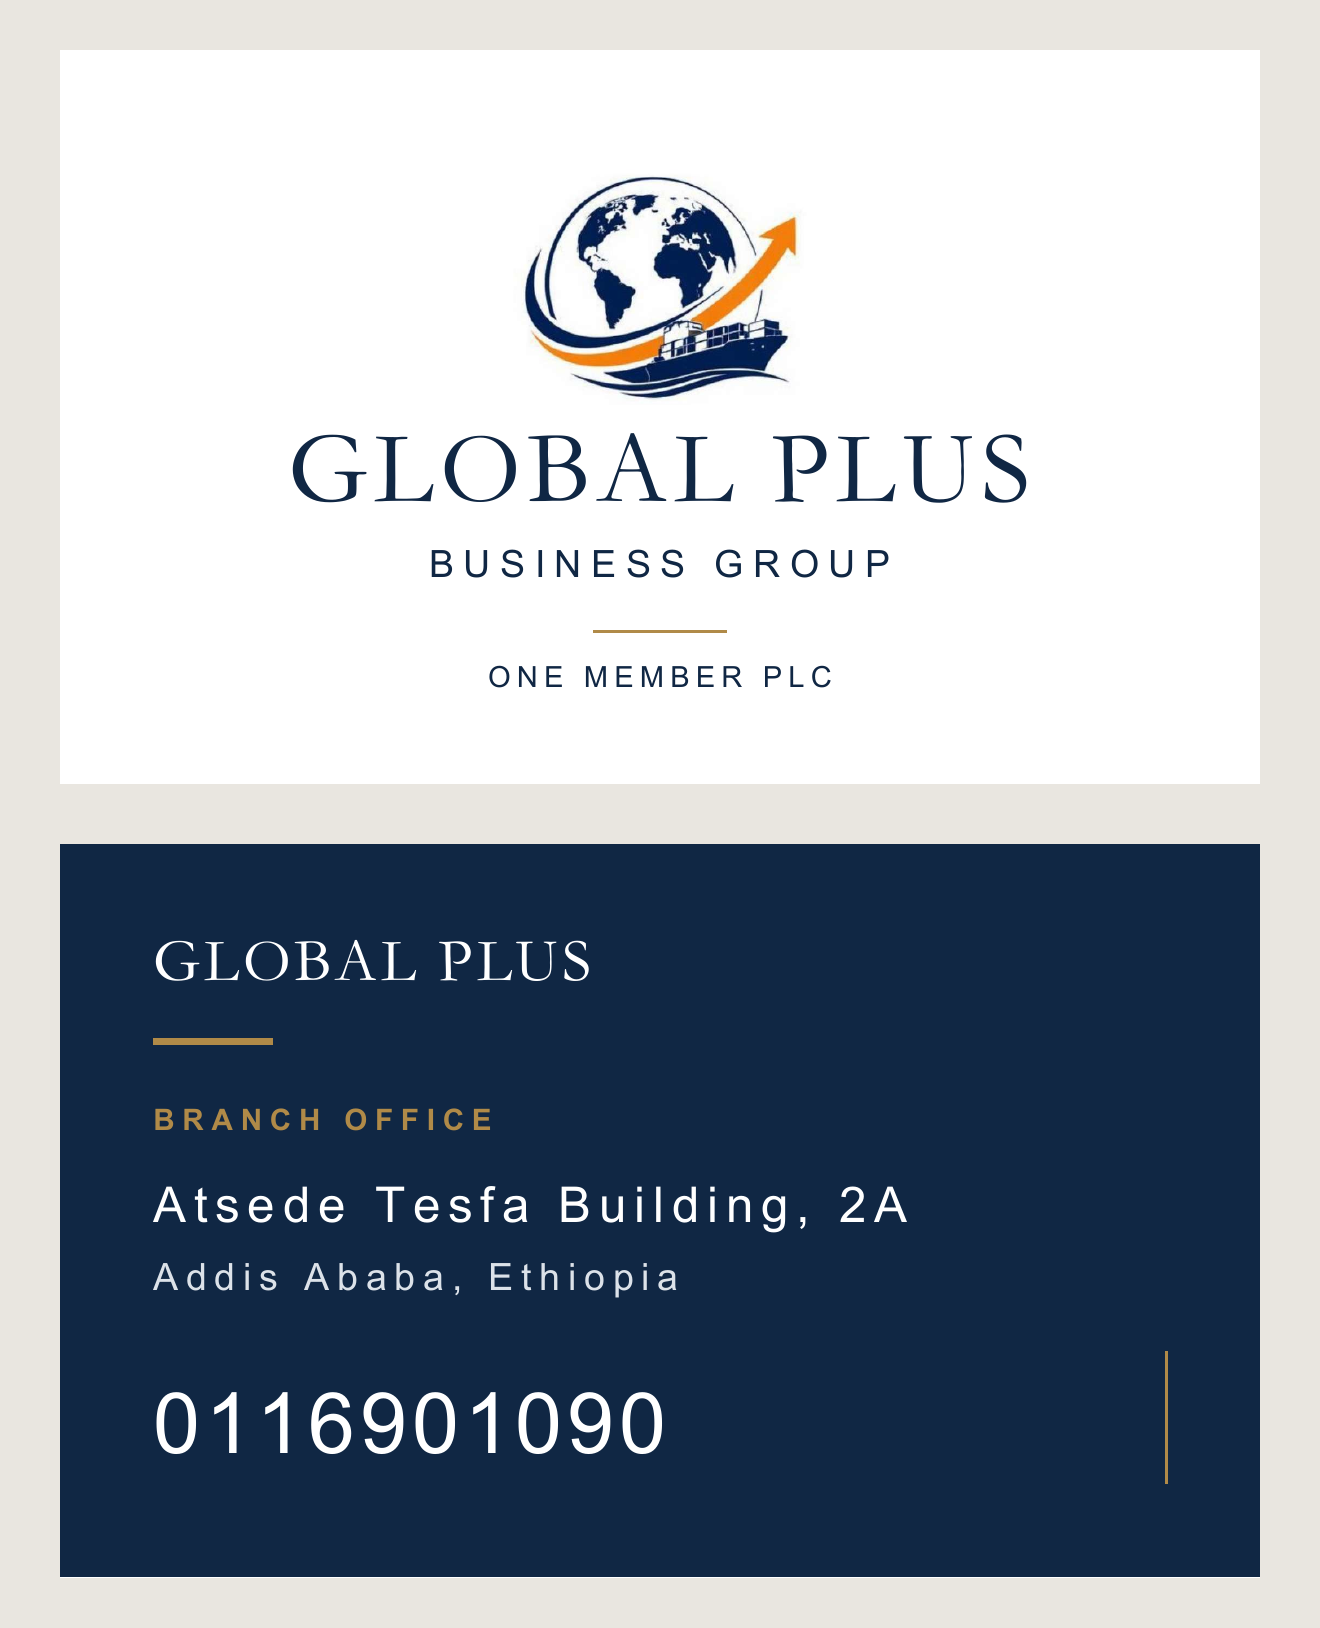 GLOBAL PLUS
BUSINESS GROUP
ONE MEMBER PLC
GLOBAL PLUS
BRANCH OFFICE
Atsede Tesfa Building, 2A
Addis Ababa, Ethiopia
0116901090